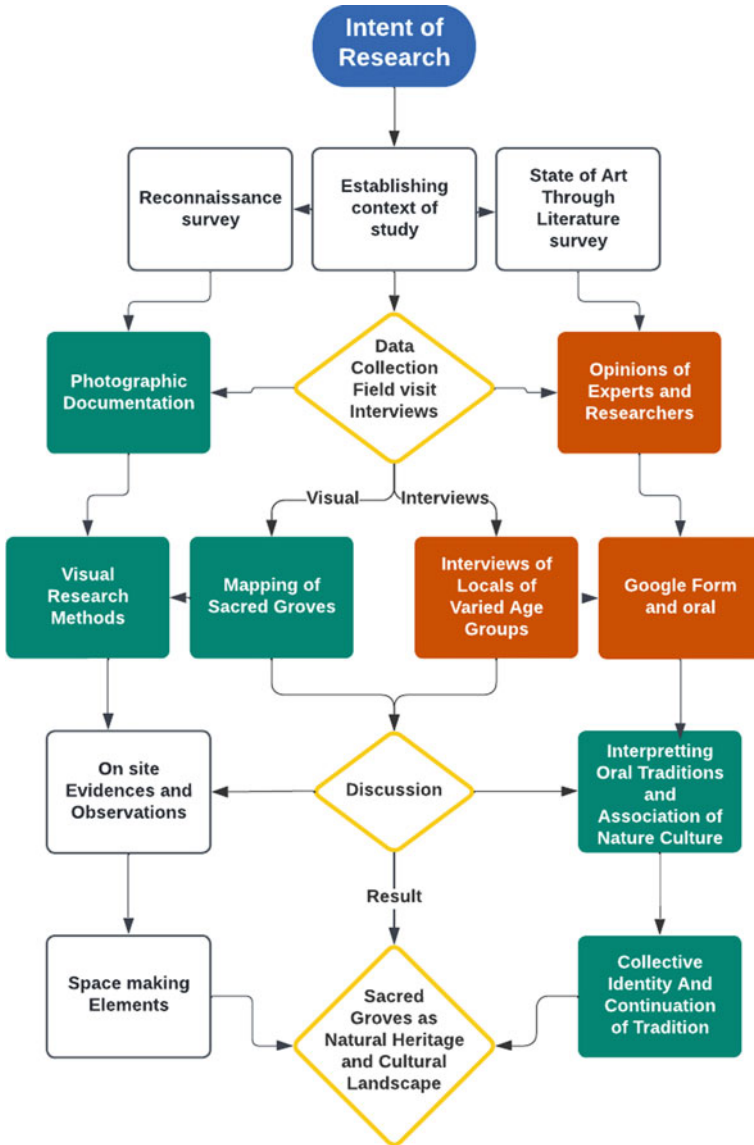 Intent of
Research
Reconnaissance
survey
Establishing
context of
study
State of Art
Through
Literature
survey
Photographic
Documentation
Data
Collection
Field visit
Interviews
Opinions of
Experts and
Researchers
Visual
Interviews
Visual
Research
Methods
Mapping of
Sacred Groves
Interviews of
Locals of
Varied Age
Groups
Google Form
and oral
On site
Evidences and
Observations
Discussion
Interpretting
Oral Traditions
and
Association of
Nature Culture
Result
Space making
Elements
Sacred
Groves as
Natural Heritage
and Cultural
Landscape
Collective
Identity And
Continuation
of Tradition